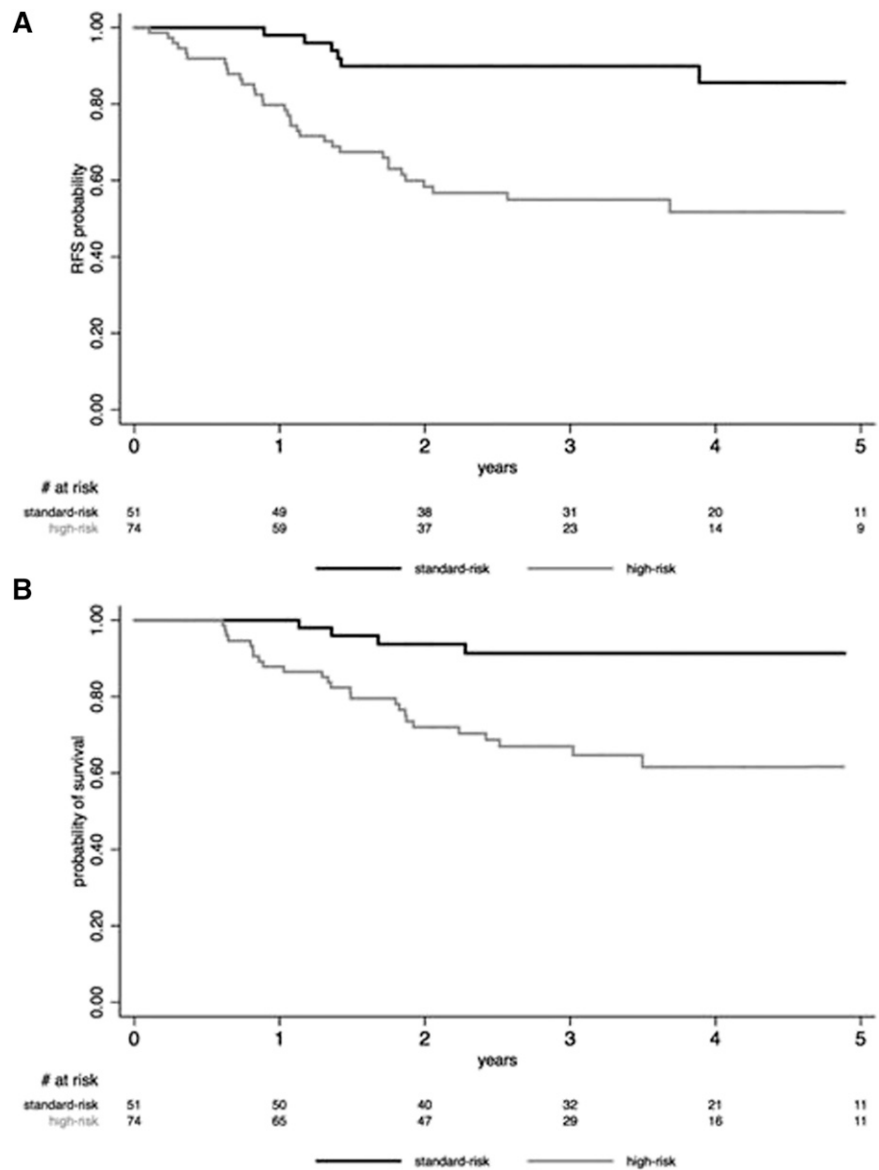 A
RFS probability
1.00
0.80
0.60
0.40
0.20
0.00
0 1 2 3 4 5
years
# at risk
standard-risk 51 49 38 31 20 11
high-risk 74 59 37 23 14 9
standard-risk high-risk
B
probability of survival
1.00
0.80
0.60
0.40
0.20
0.00
0 1 2 3 4 5
years
# at risk
standard-risk 51 50 40 32 21 11
high-risk 74 65 47 29 16 11
standard-risk high-risk